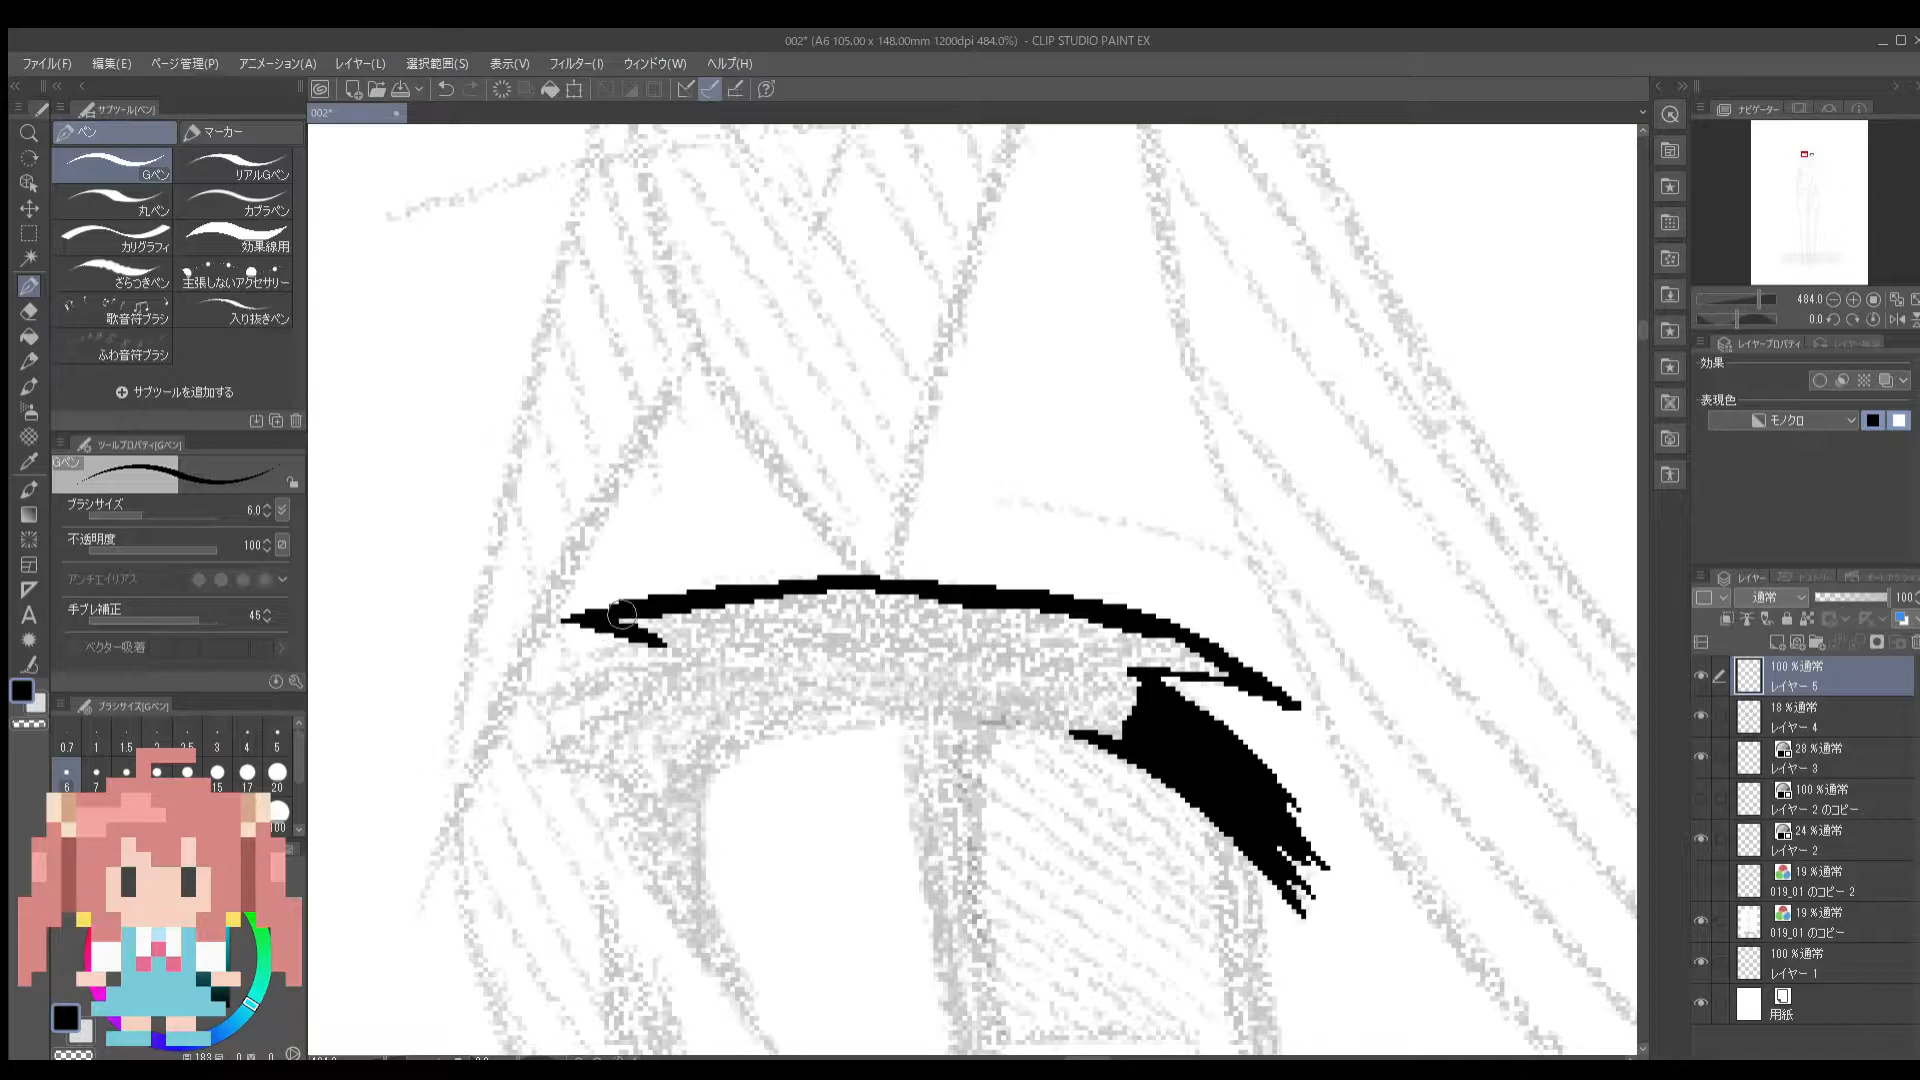 002* (A6 105.00 x 148.00mm 1200dpi 484.0%) - CLIP STUDIO PAINT EX
ファイル(F) 編集(E) ページ管理(P) アニメーション(A) レイヤー(L) 選択範囲(S) 表示(V) フィルター(I) ウィンドウ(W) ヘルプ(H)
サブツール[ペン]
002*
ナビゲーター
ペン マーカー
Gペン リアルGペン
丸ペン カブラペン
カリグラフィ 効果線用
ざらつきペン 主張しないアクセサリー
歌音符ブラシ 入り抜きペン
ふわ音符ブラシ
サブツールを追加する
ツールプロパティ[Gペン]
Gペン
ブラシサイズ 6.0
不透明度 100
アンチエイリアス
手ブレ補正 45
ベクター吸着
ブラシサイズ[Gペン]
0.7 1 1.5 2 2.5 3 4 5
6 7 15 17 20
100
183 0 0
484.0
0.0
レイヤープロパティ
効果
表現色
モノクロ
レイヤー
通常 100
100 %通常
レイヤー 5
18 %通常
レイヤー 4
28 %通常
レイヤー 3
100 %通常
レイヤー 2 のコピー
24 %通常
レイヤー 2
19 %通常
019_01 のコピー 2
19 %通常
019_01 のコピー
100 %通常
レイヤー 1
用紙